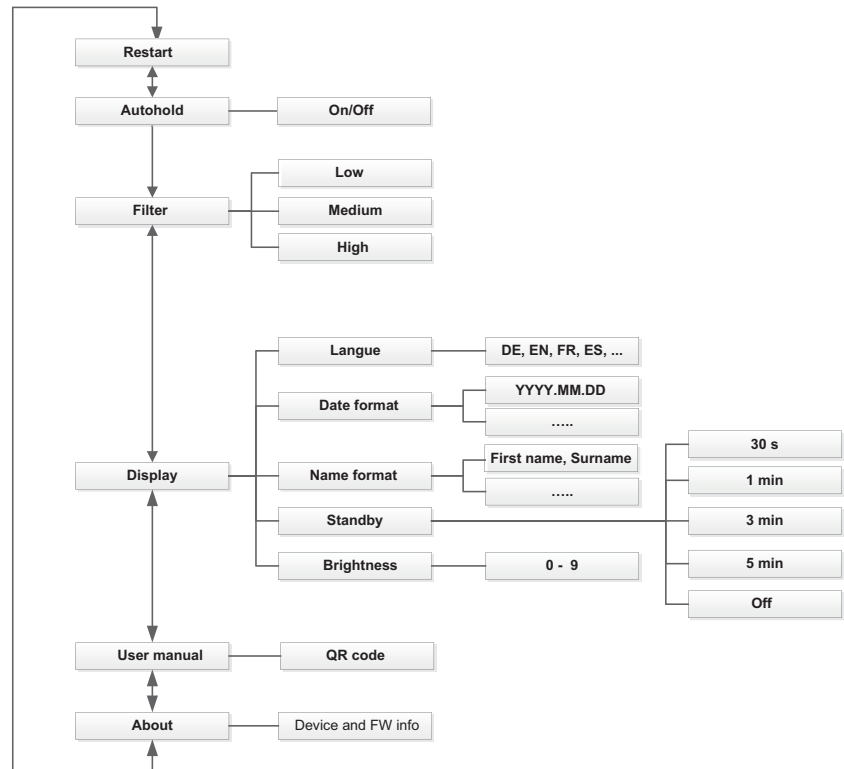 Restart
Autohold
On/Off
Low
Filter
Medium
High
Langue
DE, EN, FR, ES, ...
Date format
YYYY.MM.DD
.....
30 s
Display
Name format
First name, Surname
.....
1 min
Standby
3 min
Brightness
0 - 9
5 min
Off
User manual
QR code
About
Device and FW info